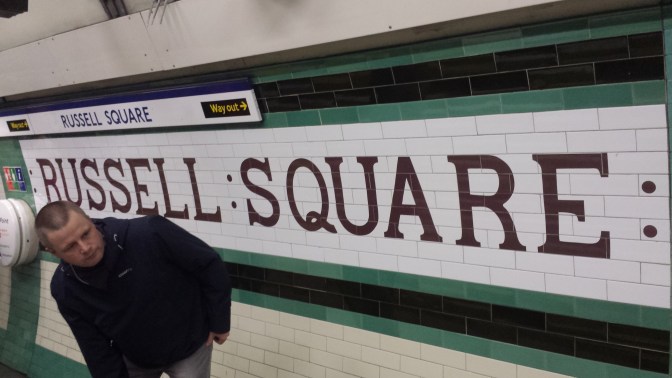 RUSSELL SQUARE
Way out →
:RUSSELL:SQUARE: